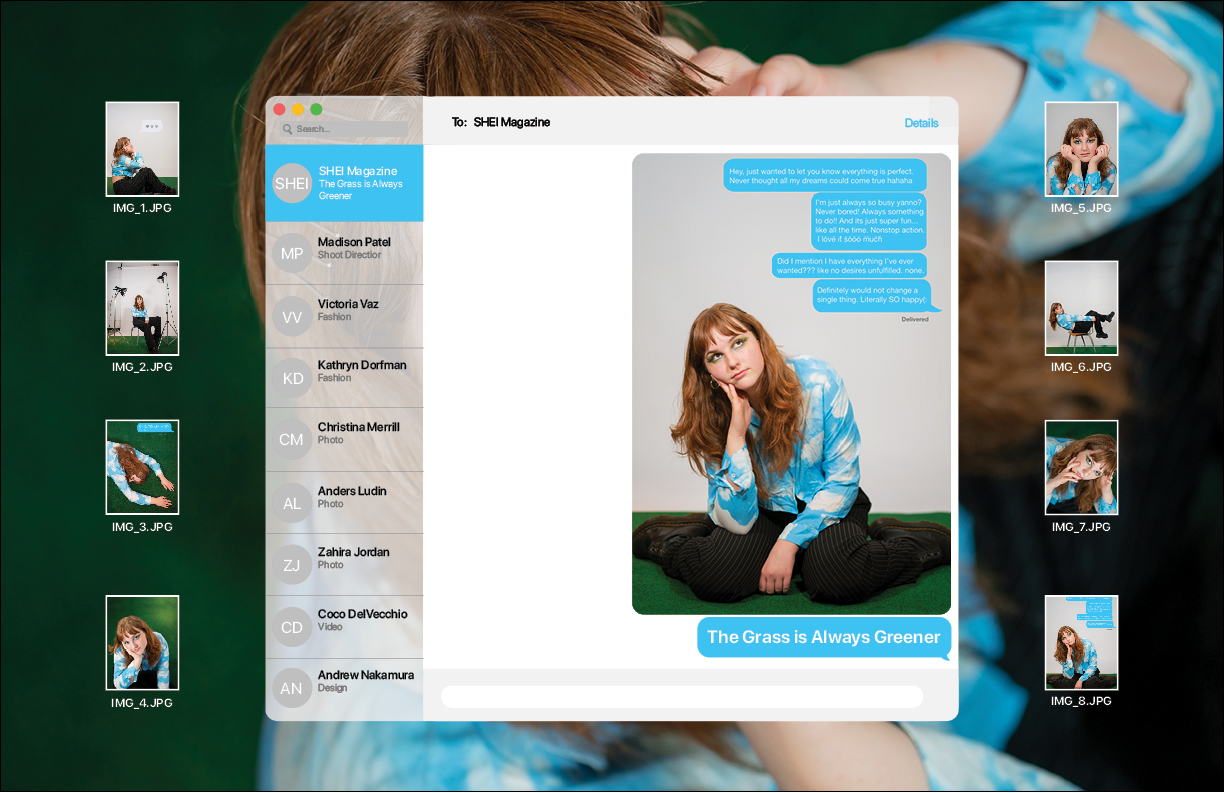 Search...
To: SHEI Magazine
Details
SHEI
SHEI Magazine
The Grass is Always
Greener
MP
Madison Patel
Shoot Director
VV
Victoria Vaz
Fashion
KD
Kathryn Dorfman
Fashion
CM
Christina Merrill
Photo
AL
Anders Ludin
Photo
ZJ
Zahira Jordan
Photo
CD
Coco DelVecchio
Video
AN
Andrew Nakamura
Design
Hey, just wanted to let you know everything is perfect.
Never thought all my dreams could come true hahaha
I'm just always so busy yanno?
Never bored! Always something
to do!! And its just super fun...
like all the time. Nonstop action.
I love it sooo much
Did I mention I have everything I've ever
wanted??? like no desires unfulfilled. none.
Definitely would not change a
single thing. Literally SO happy(:
Delivered
The Grass is Always Greener
IMG_1.JPG
IMG_2.JPG
IMG_3.JPG
IMG_4.JPG
IMG_5.JPG
IMG_6.JPG
IMG_7.JPG
IMG_8.JPG